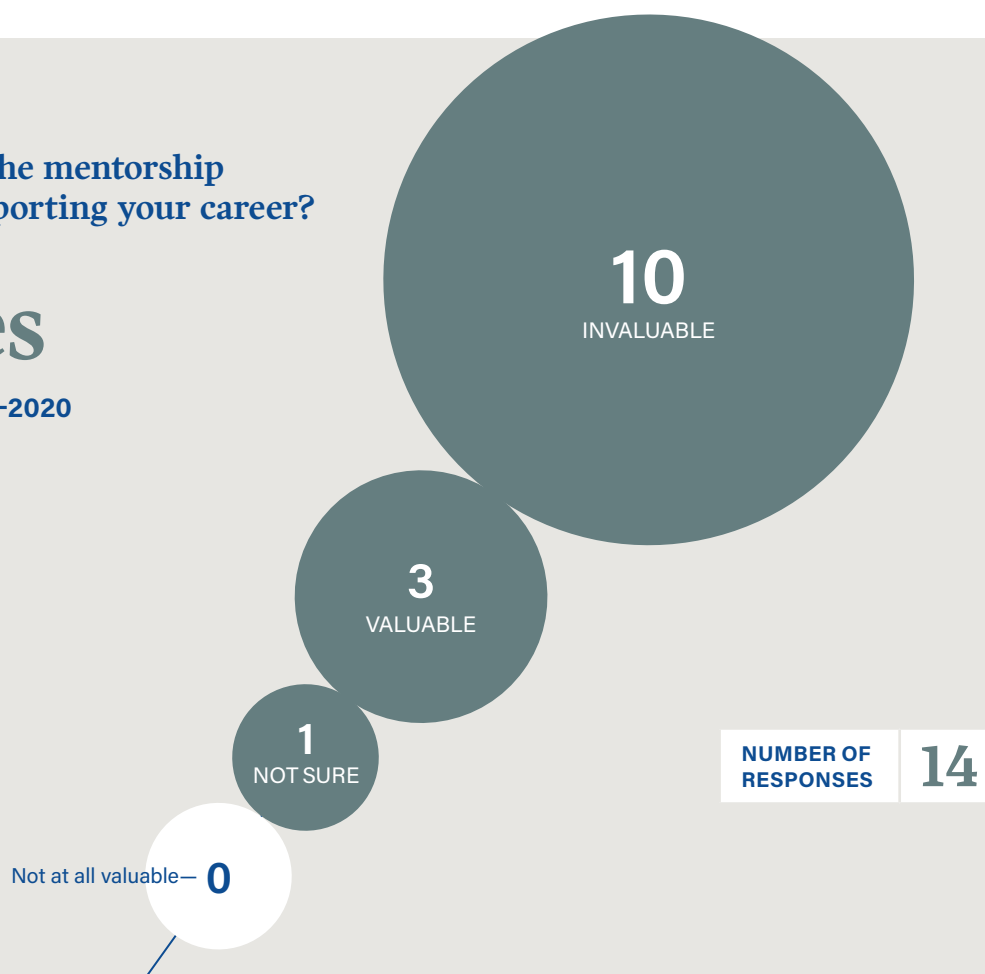 he mentorship
porting your career?
es
–2020
10
INVALUABLE
3
VALUABLE
1
NOT SURE
NUMBER OF
RESPONSES
14
Not at all valuable—
0